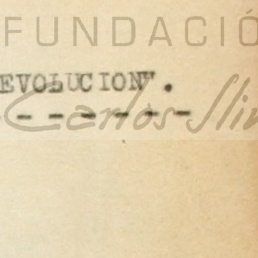 FUNDACIÓ
EVOLUCION".
- - - - - -
Carlos Slim